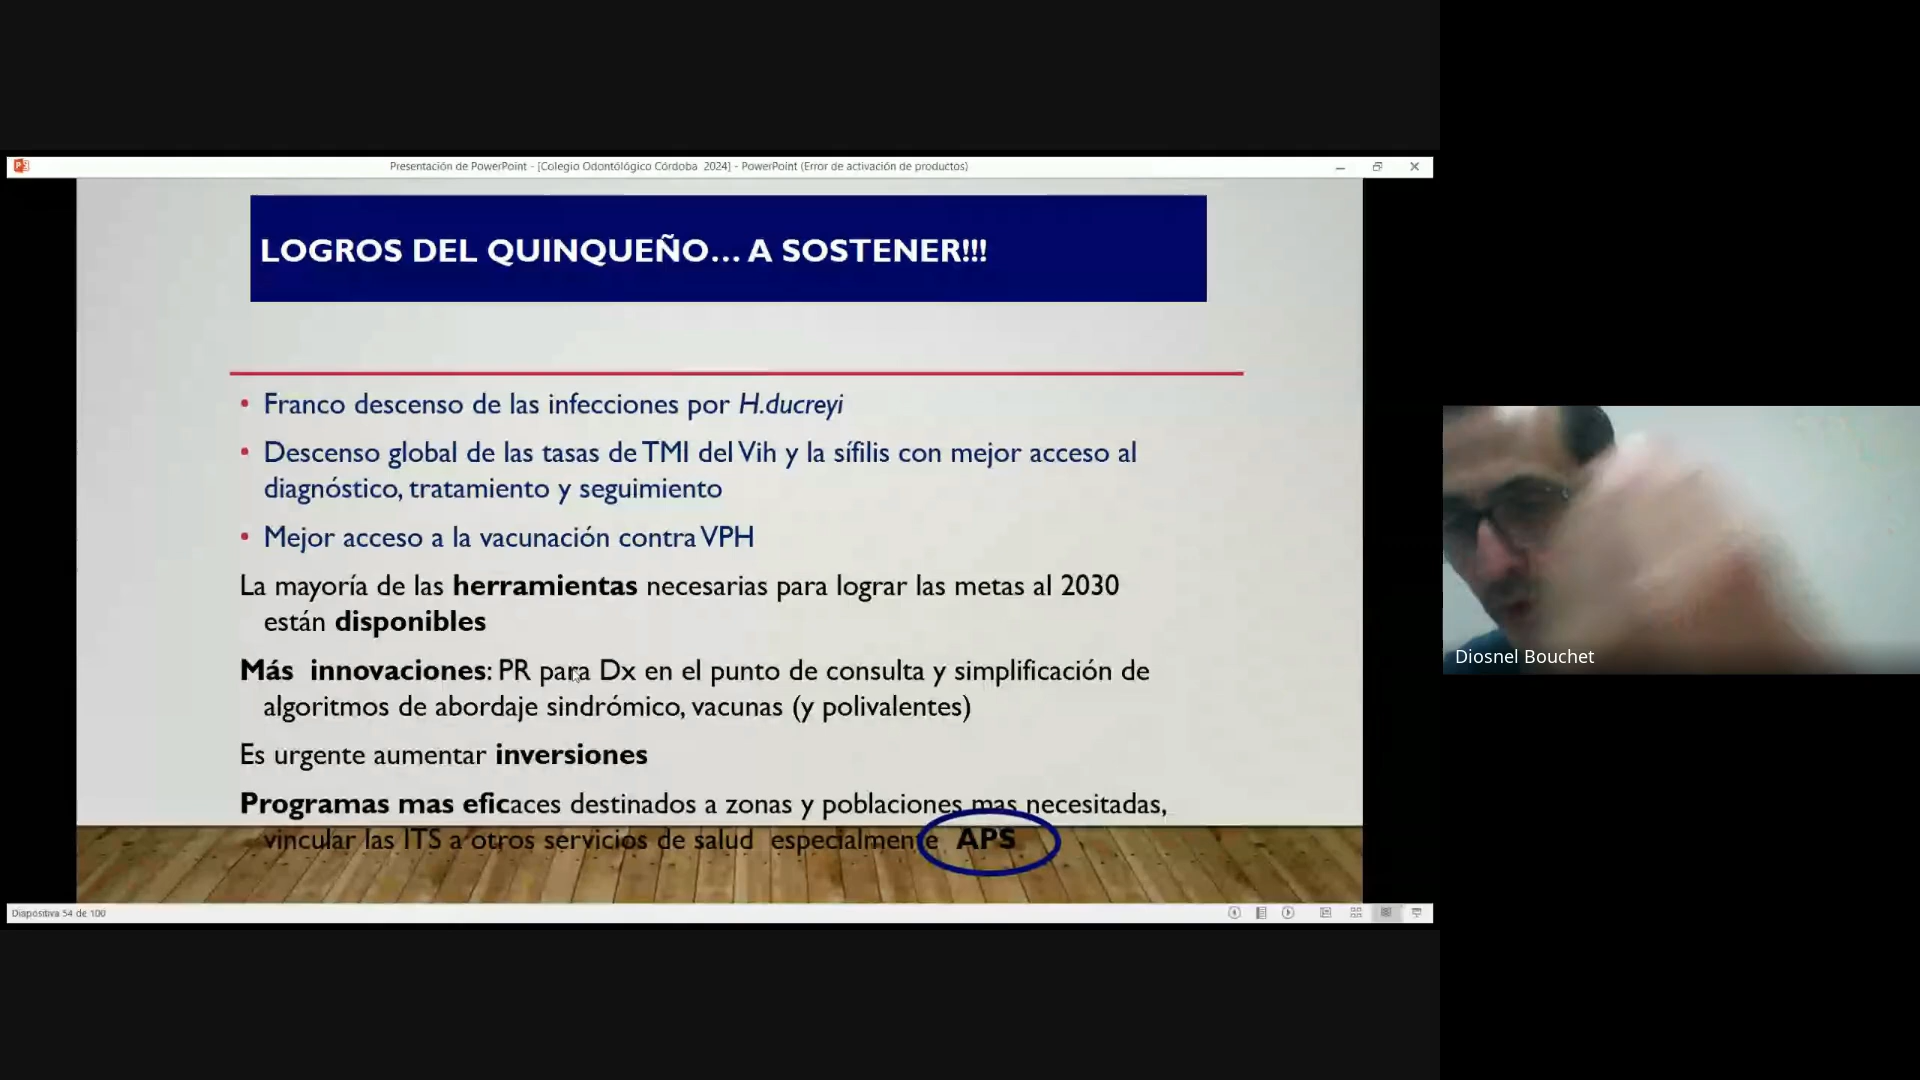 Presentación de PowerPoint - [Colegio Odontólógico Córdoba  2024] - PowerPoint (Error de activación de productos)
LOGROS DEL QUINQUEÑO... A SOSTENER!!!
• Franco descenso de las infecciones por H.ducreyi
• Descenso global de las tasas de TMI del Vih y la sífilis con mejor acceso al
diagnóstico, tratamiento y seguimiento
• Mejor acceso a la vacunación contra VPH
La mayoría de las herramientas necesarias para lograr las metas al 2030
están disponibles
Más  innovaciones: PR para Dx en el punto de consulta y simplificación de
algoritmos de abordaje sindrómico, vacunas (y polivalentes)
Es urgente aumentar inversiones
Programas mas eficaces destinados a zonas y poblaciones mas necesitadas,
vincular las ITS a otros servicios de salud  especialmente  APS
Diapositiva 54 de 100
Diosnel Bouchet